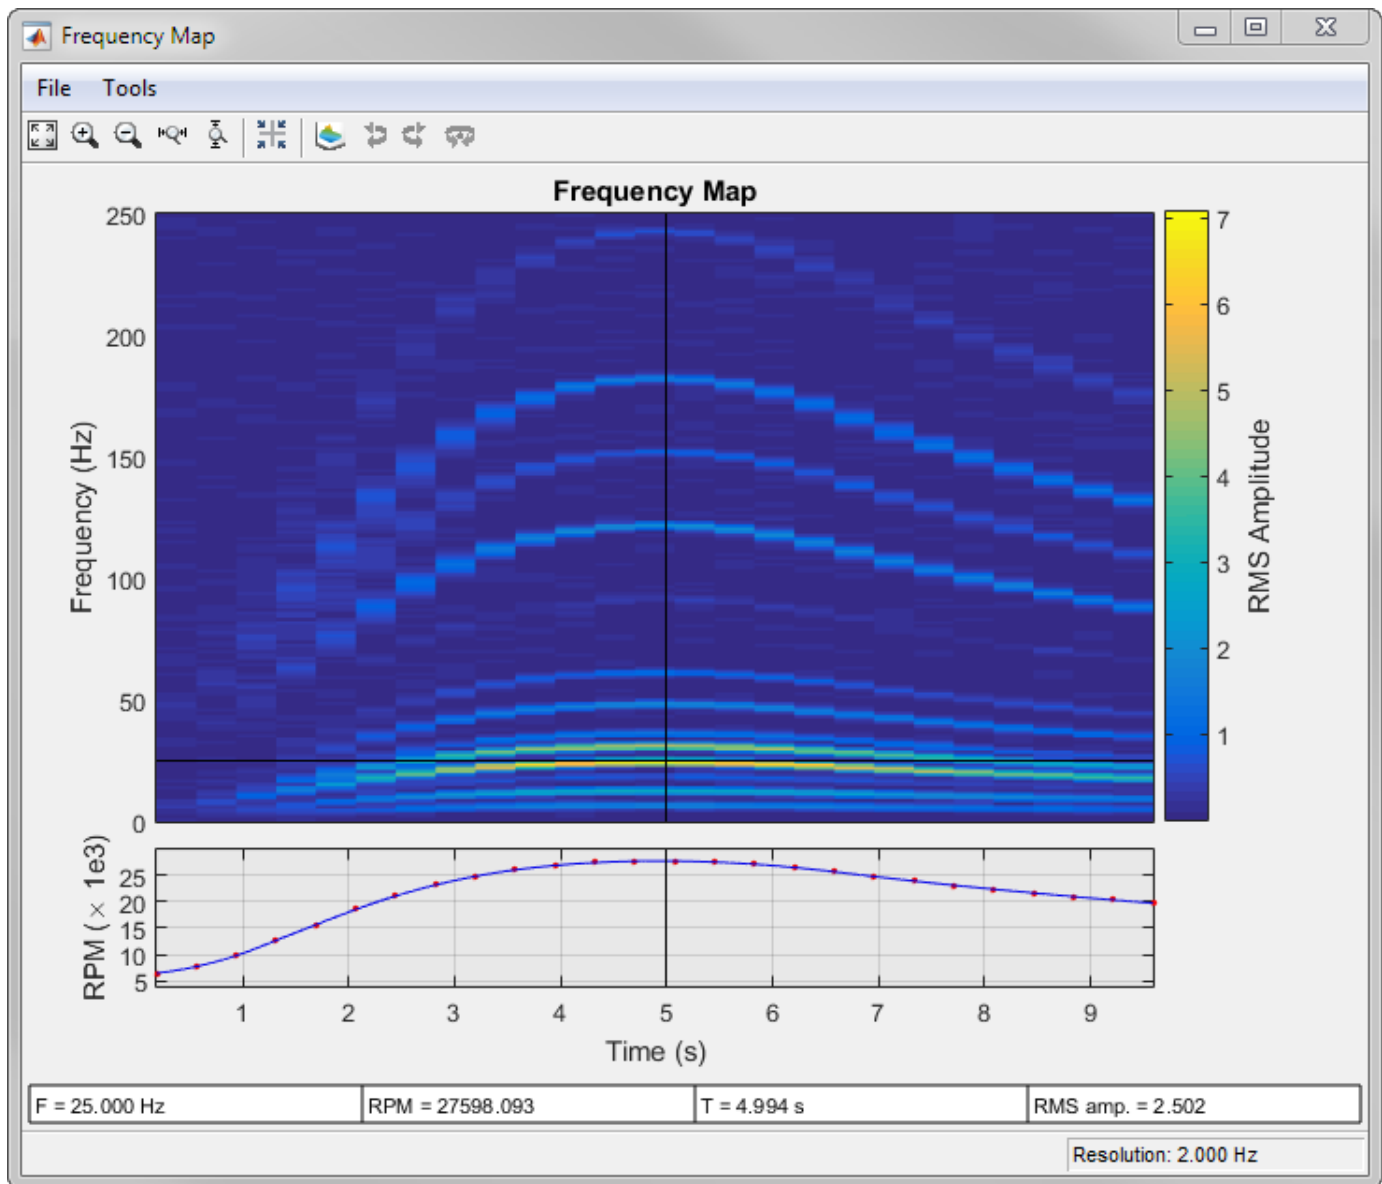 Frequency Map
File Tools
Frequency Map
250
200
150
100
50
0
Frequency (Hz)
7
6
5
4
3
2
1
RMS Amplitude
25
20
15
10
5
RPM ( × 1e3)
1 2 3 4 5 6 7 8 9
Time (s)
F = 25.000 Hz RPM = 27598.093 T = 4.994 s RMS amp. = 2.502
Resolution: 2.000 Hz